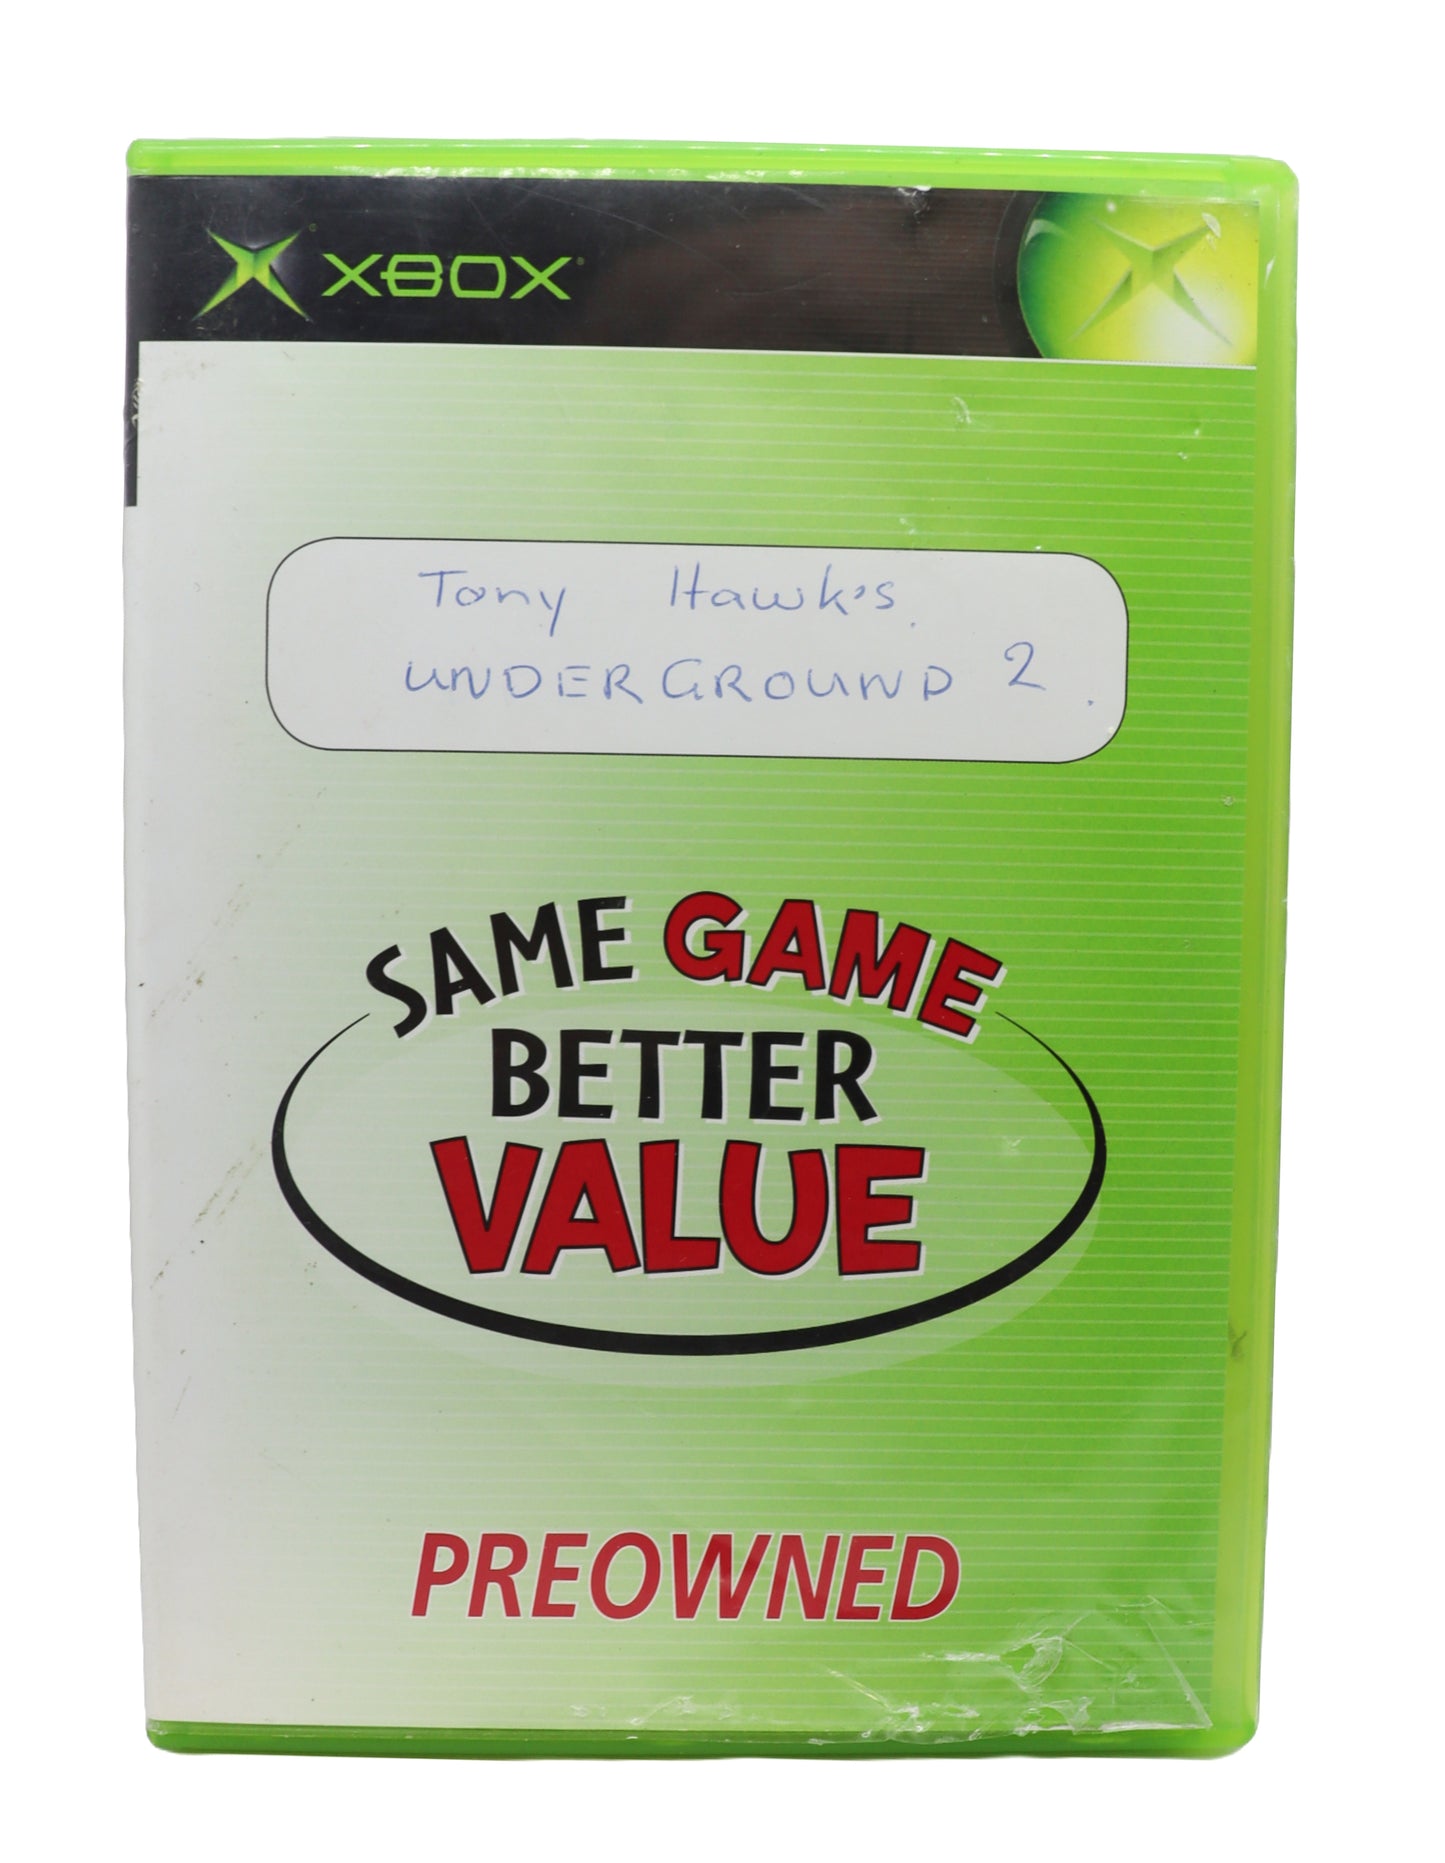 XBOX
Tony Hawk's
UNDERGROUND 2.
SAME GAME
BETTER
VALUE
PREOWNED